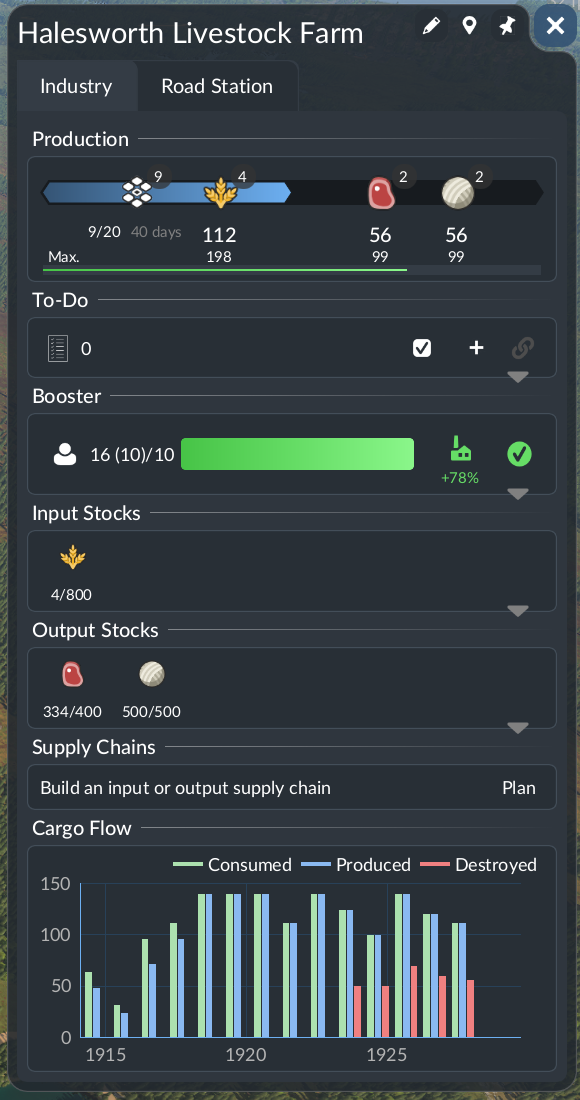 Halesworth Livestock Farm
Industry Road Station
Production
9 4 2 2
9/20 40 days 112 56 56
Max. 198 99 99
To-Do
0
Booster
16 (10)/10
+78%
Input Stocks
4/800
Output Stocks
334/400 500/500
Supply Chains
Build an input or output supply chain Plan
Cargo Flow
Consumed Produced Destroyed
150
100
50
0
1915 1920 1925